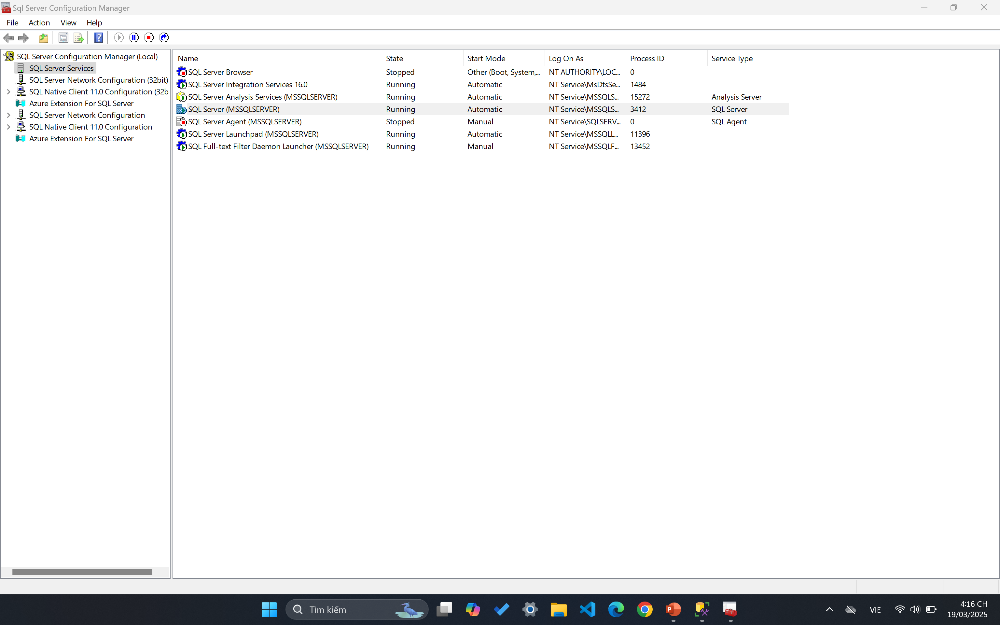 Sql Server Configuration Manager
File Action View Help
SQL Server Configuration Manager (Local)
SQL Server Services
SQL Server Network Configuration (32bit)
SQL Native Client 11.0 Configuration (32b
Azure Extension For SQL Server
SQL Server Network Configuration
SQL Native Client 11.0 Configuration
Azure Extension For SQL Server
Name State Start Mode Log On As Process ID Service Type
SQL Server Browser Stopped Other (Boot, System,... NT AUTHORITY\LOC... 0
SQL Server Integration Services 16.0 Running Automatic NT Service\MsDtsSe... 1484
SQL Server Analysis Services (MSSQLSERVER) Running Automatic NT Service\MSSQLS... 15272 Analysis Server
SQL Server (MSSQLSERVER) Running Automatic NT Service\MSSQLS... 3412 SQL Server
SQL Server Agent (MSSQLSERVER) Stopped Manual NT Service\SQLSERV... 0 SQL Agent
SQL Server Launchpad (MSSQLSERVER) Running Automatic NT Service\MSSQLL... 11396
SQL Full-text Filter Daemon Launcher (MSSQLSERVER) Running Manual NT Service\MSSQLF... 13452
Tìm kiếm
VIE
4:16 CH
19/03/2025